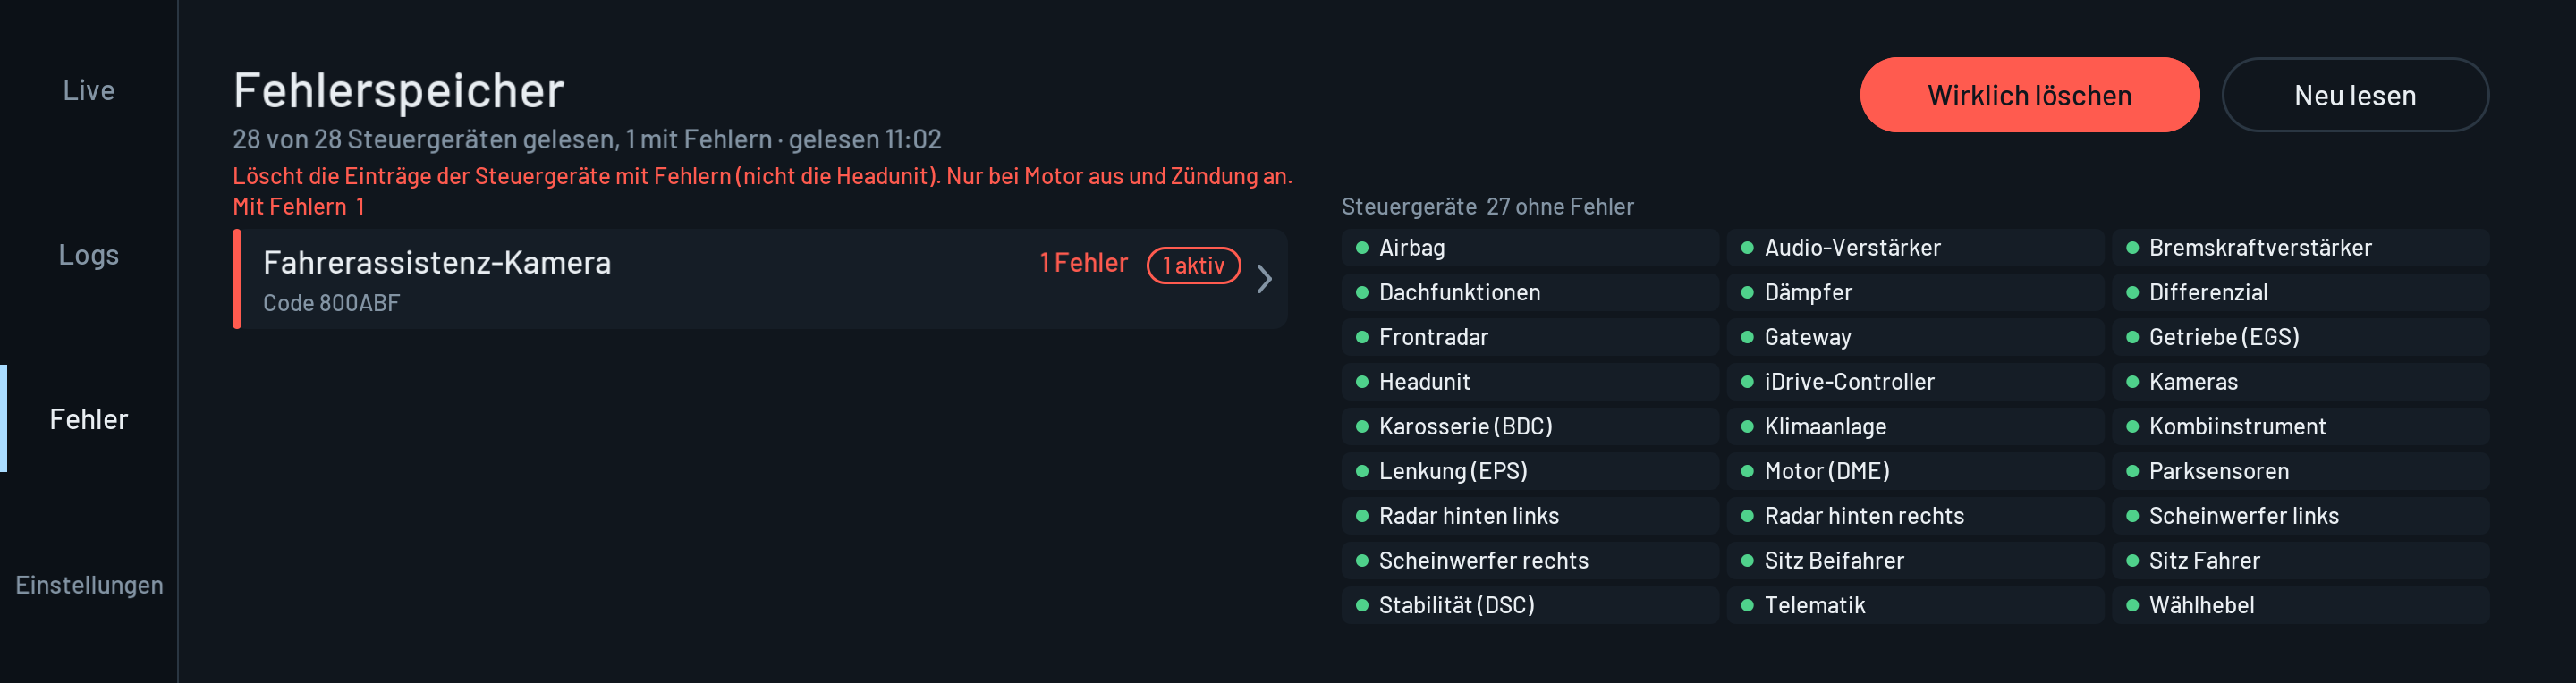 Live
Logs
Fehler
Einstellungen
Fehlerspeicher
28 von 28 Steuergeräten gelesen, 1 mit Fehlern · gelesen 11:02
Löscht die Einträge der Steuergeräte mit Fehlern (nicht die Headunit). Nur bei Motor aus und Zündung an.
Wirklich löschen
Neu lesen
Mit Fehlern 1
Fahrerassistenz-Kamera
1 Fehler
1 aktiv
Code 800ABF
Steuergeräte 27 ohne Fehler
Airbag
Audio-Verstärker
Bremskraftverstärker
Dachfunktionen
Dämpfer
Differenzial
Frontradar
Gateway
Getriebe (EGS)
Headunit
iDrive-Controller
Kameras
Karosserie (BDC)
Klimaanlage
Kombiinstrument
Lenkung (EPS)
Motor (DME)
Parksensoren
Radar hinten links
Radar hinten rechts
Scheinwerfer links
Scheinwerfer rechts
Sitz Beifahrer
Sitz Fahrer
Stabilität (DSC)
Telematik
Wählhebel